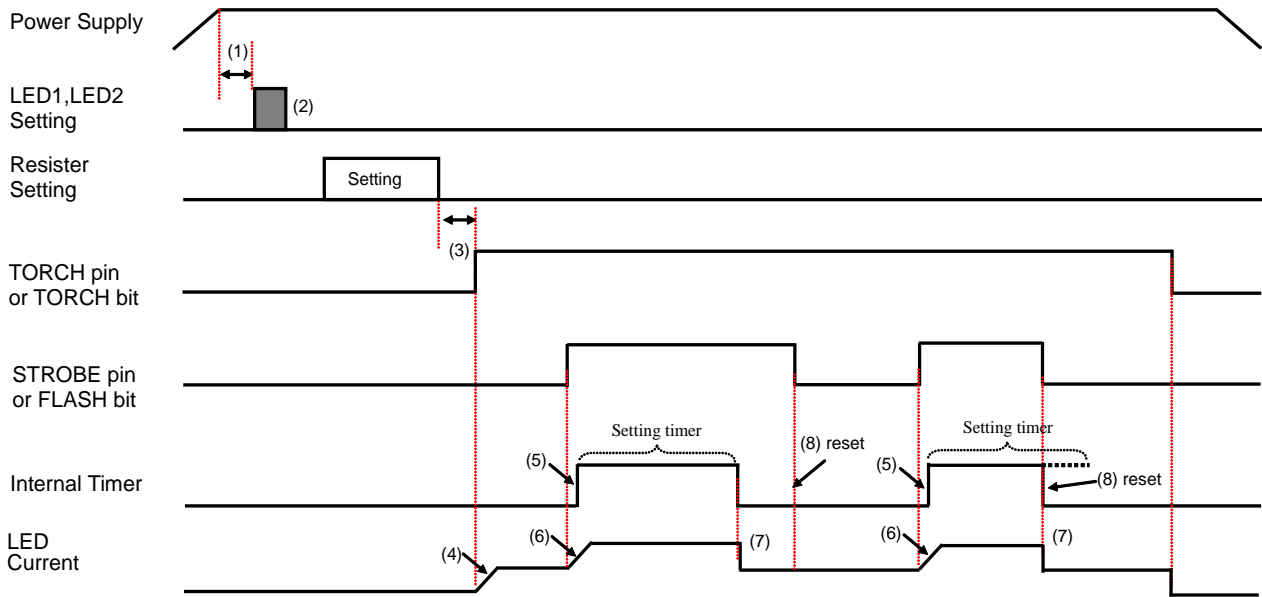 Power Supply
(1)
LED1,LED2
Setting
(2)
Resister
Setting
Setting
(3)
TORCH pin
or TORCH bit
STROBE pin
or FLASH bit
Setting timer
(8) reset
Setting timer
(5)
(5)
Internal Timer
(8) reset
LED
Current
(4)
(6)
(7)
(6)
(7)